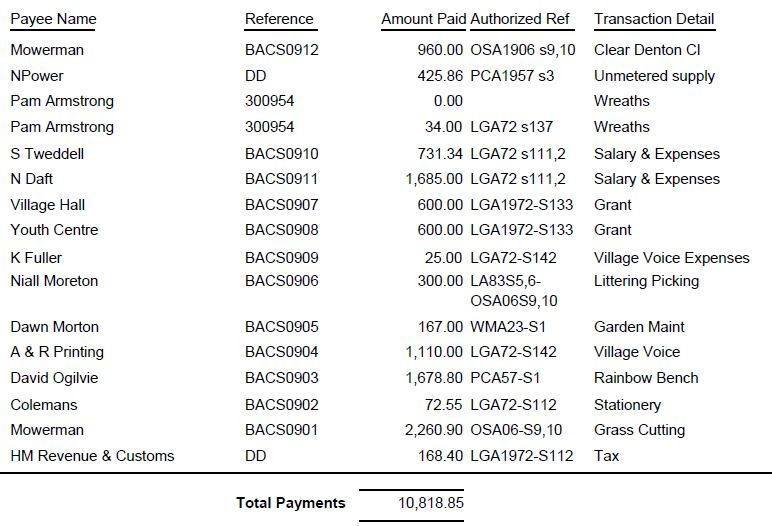 Payee Name Reference Amount Paid Authorized Ref Transaction Detail
Mowerman BACS0912 960.00 OSA1906 s9,10 Clear Denton Cl
NPower DD 425.86 PCA1957 s3 Unmetered supply
Pam Armstrong 300954 0.00 Wreaths
Pam Armstrong 300954 34.00 LGA72 s137 Wreaths
S Tweddell BACS0910 731.34 LGA72 s111,2 Salary & Expenses
N Daft BACS0911 1,685.00 LGA72 s111,2 Salary & Expenses
Village Hall BACS0907 600.00 LGA1972-S133 Grant
Youth Centre BACS0908 600.00 LGA1972-S133 Grant
K Fuller BACS0909 25.00 LGA72-S142 Village Voice Expenses
Niall Moreton BACS0906 300.00 LA83S5,6- Littering Picking
OSA06S9,10
Dawn Morton BACS0905 167.00 WMA23-S1 Garden Maint
A & R Printing BACS0904 1,110.00 LGA72-S142 Village Voice
David Ogilvie BACS0903 1,678.80 PCA57-S1 Rainbow Bench
Colemans BACS0902 72.55 LGA72-S112 Stationery
Mowerman BACS0901 2,260.90 OSA06-S9,10 Grass Cutting
HM Revenue & Customs DD 168.40 LGA1972-S112 Tax
Total Payments 10,818.85